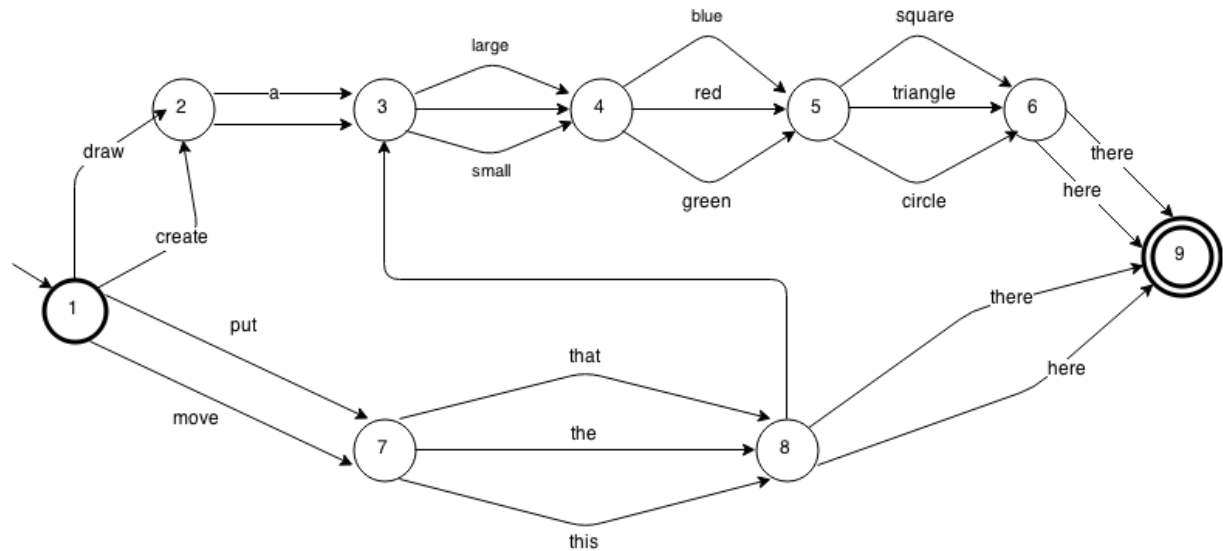 blue
square
large
2
a
3
4
red
5
triangle
6
draw
there
small
here
green
circle
create
9
1
there
put
that
here
move
7
the
8
this